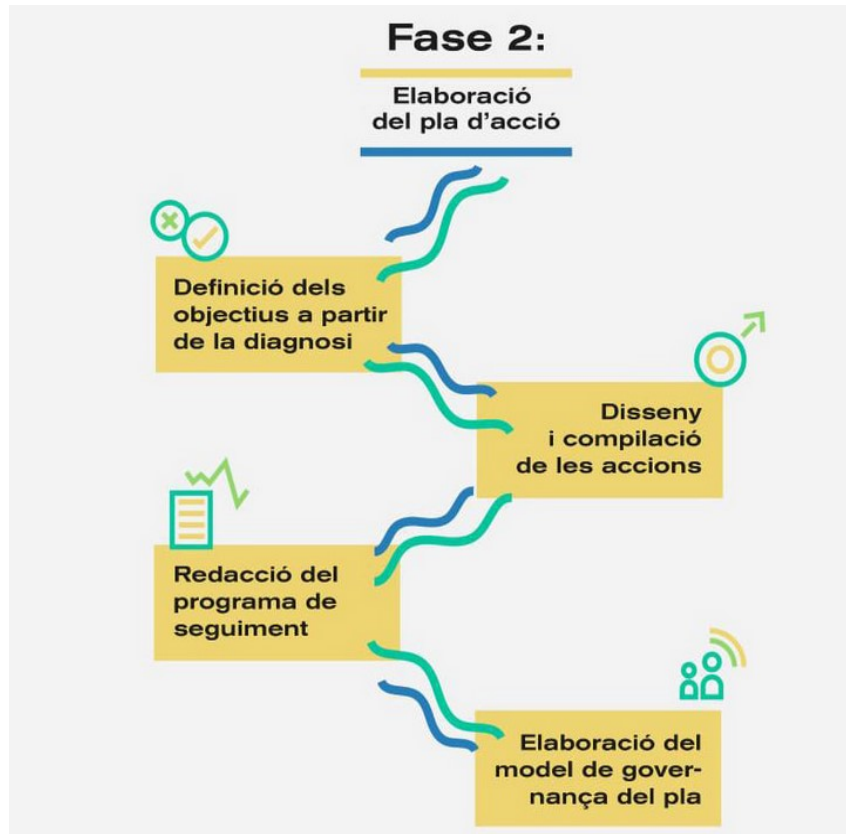 Fase 2:
Elaboració
del pla d'acció
Definició dels
objectius a partir
de la diagnosi
Disseny
i compilació
de les accions
Redacció del
programa de
seguiment
Elaboració del
model de gover-
nança del pla